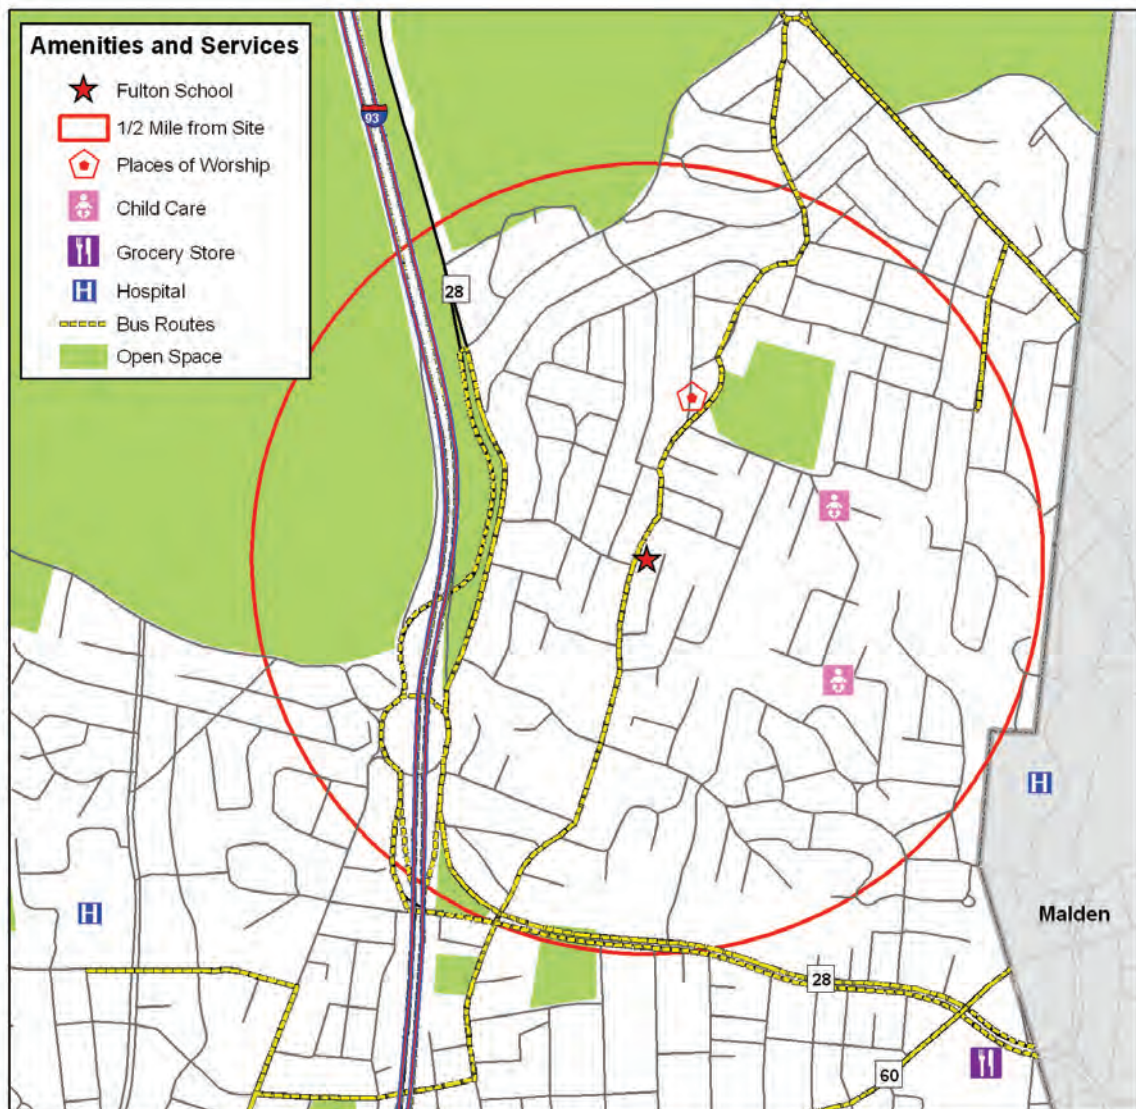 Amenities and Services
Fulton School
1/2 Mile from Site
Places of Worship
Child Care
Grocery Store
H
Hospital
Bus Routes
Open Space
93
28
H
H
Malden
28
60